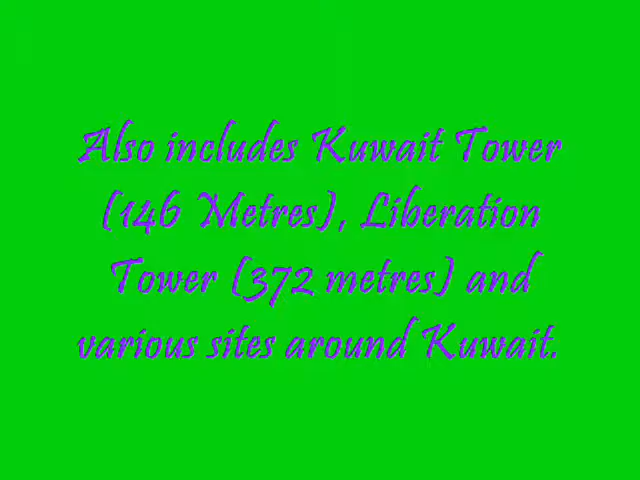 Also includes Kuwait Tower
(146 Metres), Liberation
Tower (372 metres) and
various sites around Kuwait.